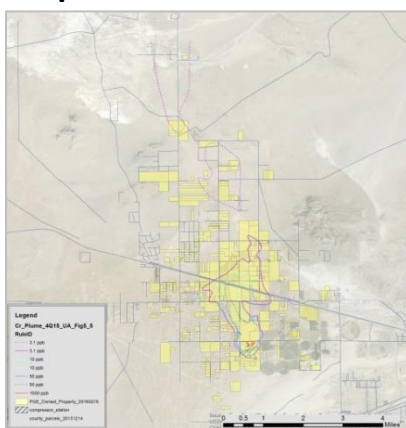 Legend
Cr_Plume_4Q15_UA_Fig5_5
RuleID
3.1 ppb
3.1 ppb
10 ppb
10 ppb
50 ppb
50 ppb
1000 ppb
PGE_Owned_Property_20160216
compressor_station
county_parcels_20151214
0 0.5 1 2 3 4
Miles